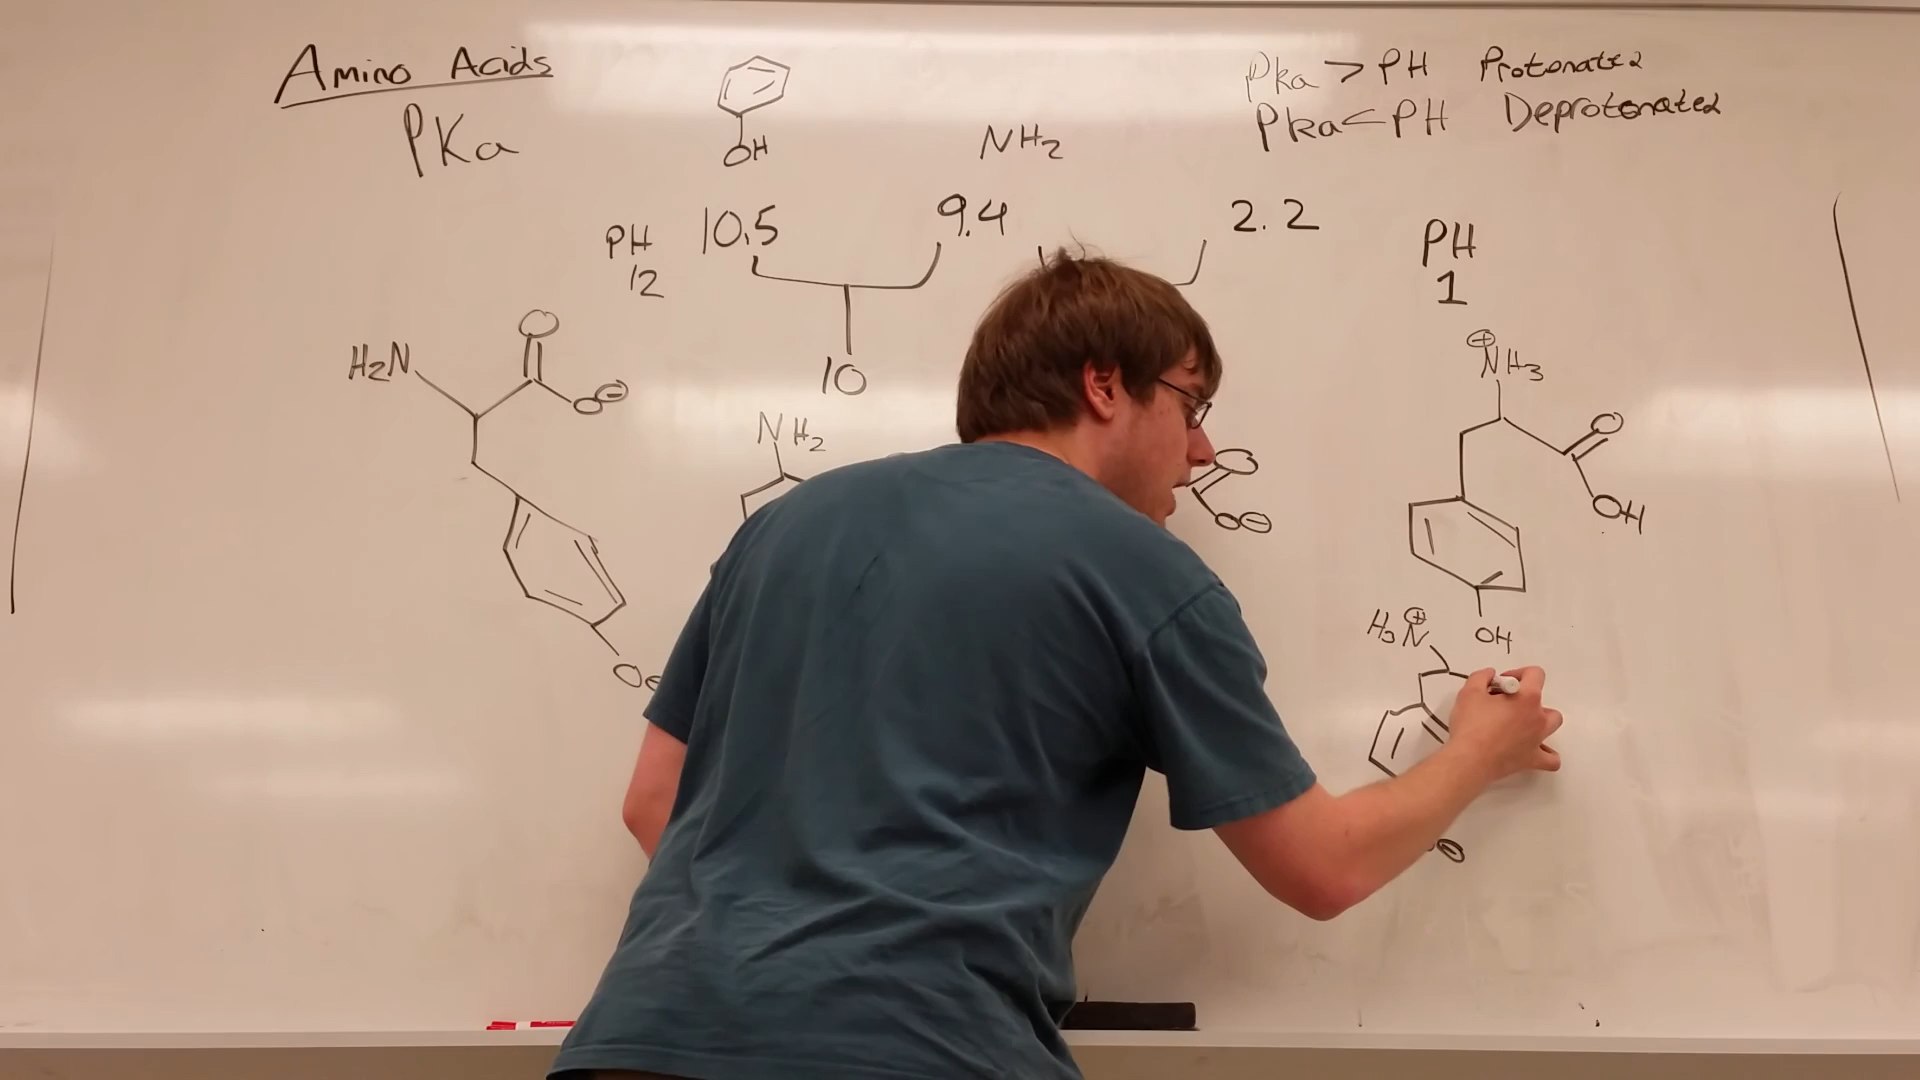 Amino Acids
PKa
OH
NH2
Pka > PH Protonated
Pka < PH Deprotonated
PH
12
10.5
9.4
2.2
PH
1
10
H2N
O
O⊖
NH2
O
O⊖
⊕
NH3
O
OH
OH
O
H3N⊕
⊖